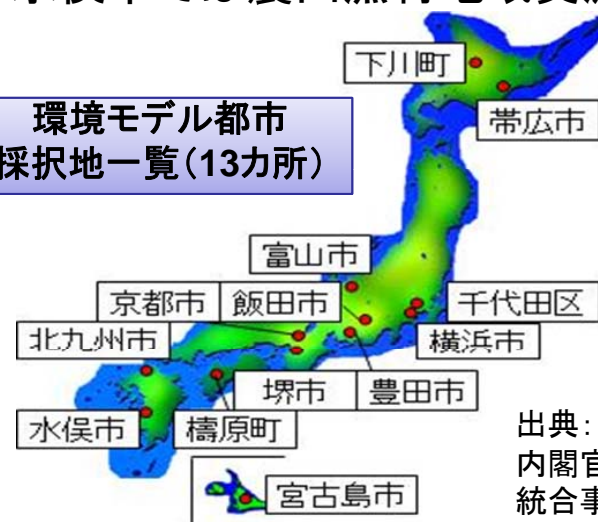 環境モデル都市
採択地一覧(13カ所)
下川町
帯広市
富山市
京都市
飯田市
千代田区
北九州市
横浜市
堺市
豊田市
水俣市
檮原町
宮古島市
出典:
内閣官
統合事